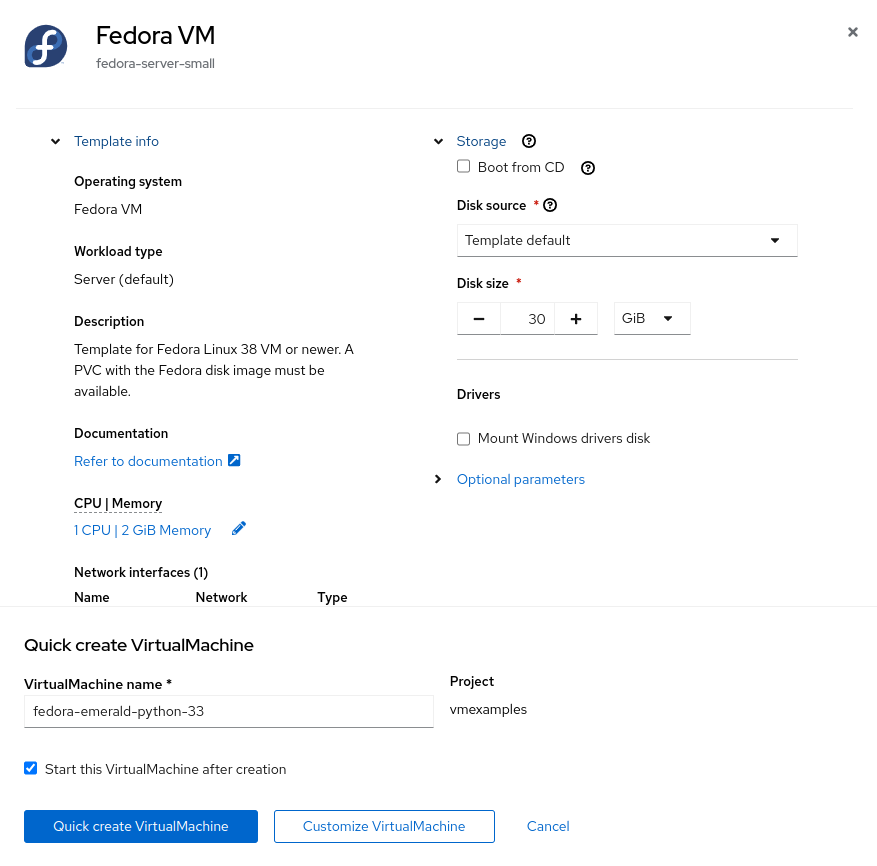 Fedora VM
fedora-server-small
Template info
Operating system
Fedora VM
Workload type
Server (default)
Description
Template for Fedora Linux 38 VM or newer. A
PVC with the Fedora disk image must be
available.
Documentation
Refer to documentation
CPU | Memory
1 CPU | 2 GiB Memory
Network interfaces (1)
Name Network Type
Storage
Boot from CD
Disk source *
Template default
Disk size *
30 GiB
Drivers
Mount Windows drivers disk
Optional parameters
Quick create VirtualMachine
VirtualMachine name *
fedora-emerald-python-33
Project
vmexamples
Start this VirtualMachine after creation
Quick create VirtualMachine Customize VirtualMachine Cancel